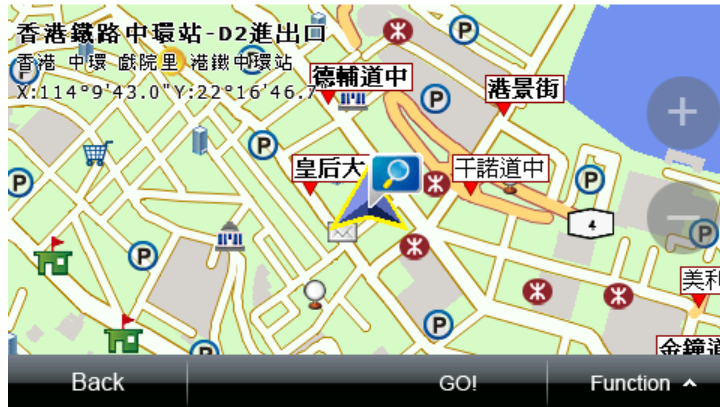 香港鐵路中環站-D2進出口
香港 中環 戲院里 港鐵中環站
X:114°9'43.0"Y:22°16'46.7
德輔道中
港景街
皇后大
干諾道中
4
美利
金鐘道
P
P
P
P
P
P
P
P
P
P
+
−
Back
GO!
Function